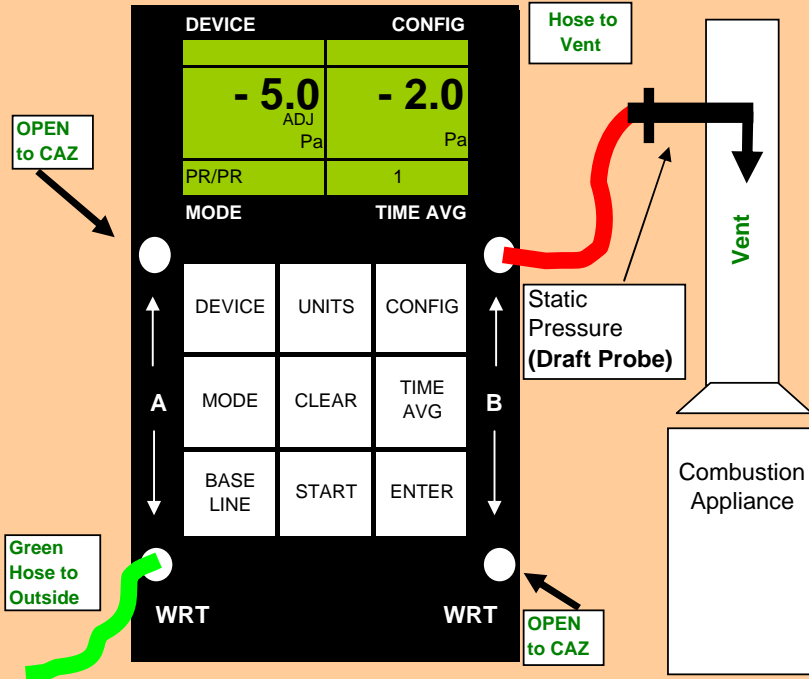 DEVICE CONFIG
- 5.0 - 2.0
ADJ
Pa Pa
PR/PR 1
MODE TIME AVG
Hose to
Vent
OPEN
to CAZ
Vent
Static
Pressure
(Draft Probe)
DEVICE UNITS CONFIG
A MODE CLEAR TIME
AVG B
BASE
LINE START ENTER
Combustion
Appliance
Green
Hose to
Outside
WRT WRT
OPEN
to CAZ